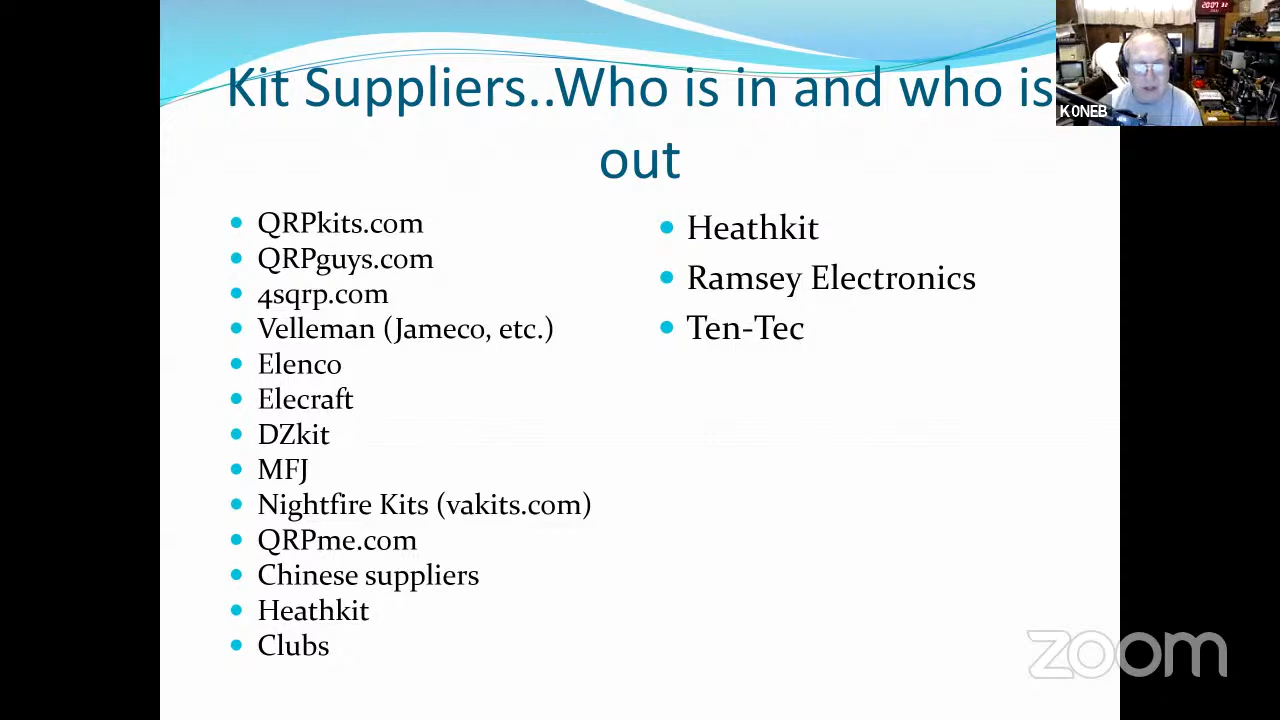 Kit Suppliers..Who is in and who is
out
QRPkits.com
QRPguys.com
4sqrp.com
Velleman (Jameco, etc.)
Elenco
Elecraft
DZkit
MFJ
Nightfire Kits (vakits.com)
QRPme.com
Chinese suppliers
Heathkit
Clubs
Heathkit
Ramsey Electronics
Ten-Tec
K0NEB
zoom